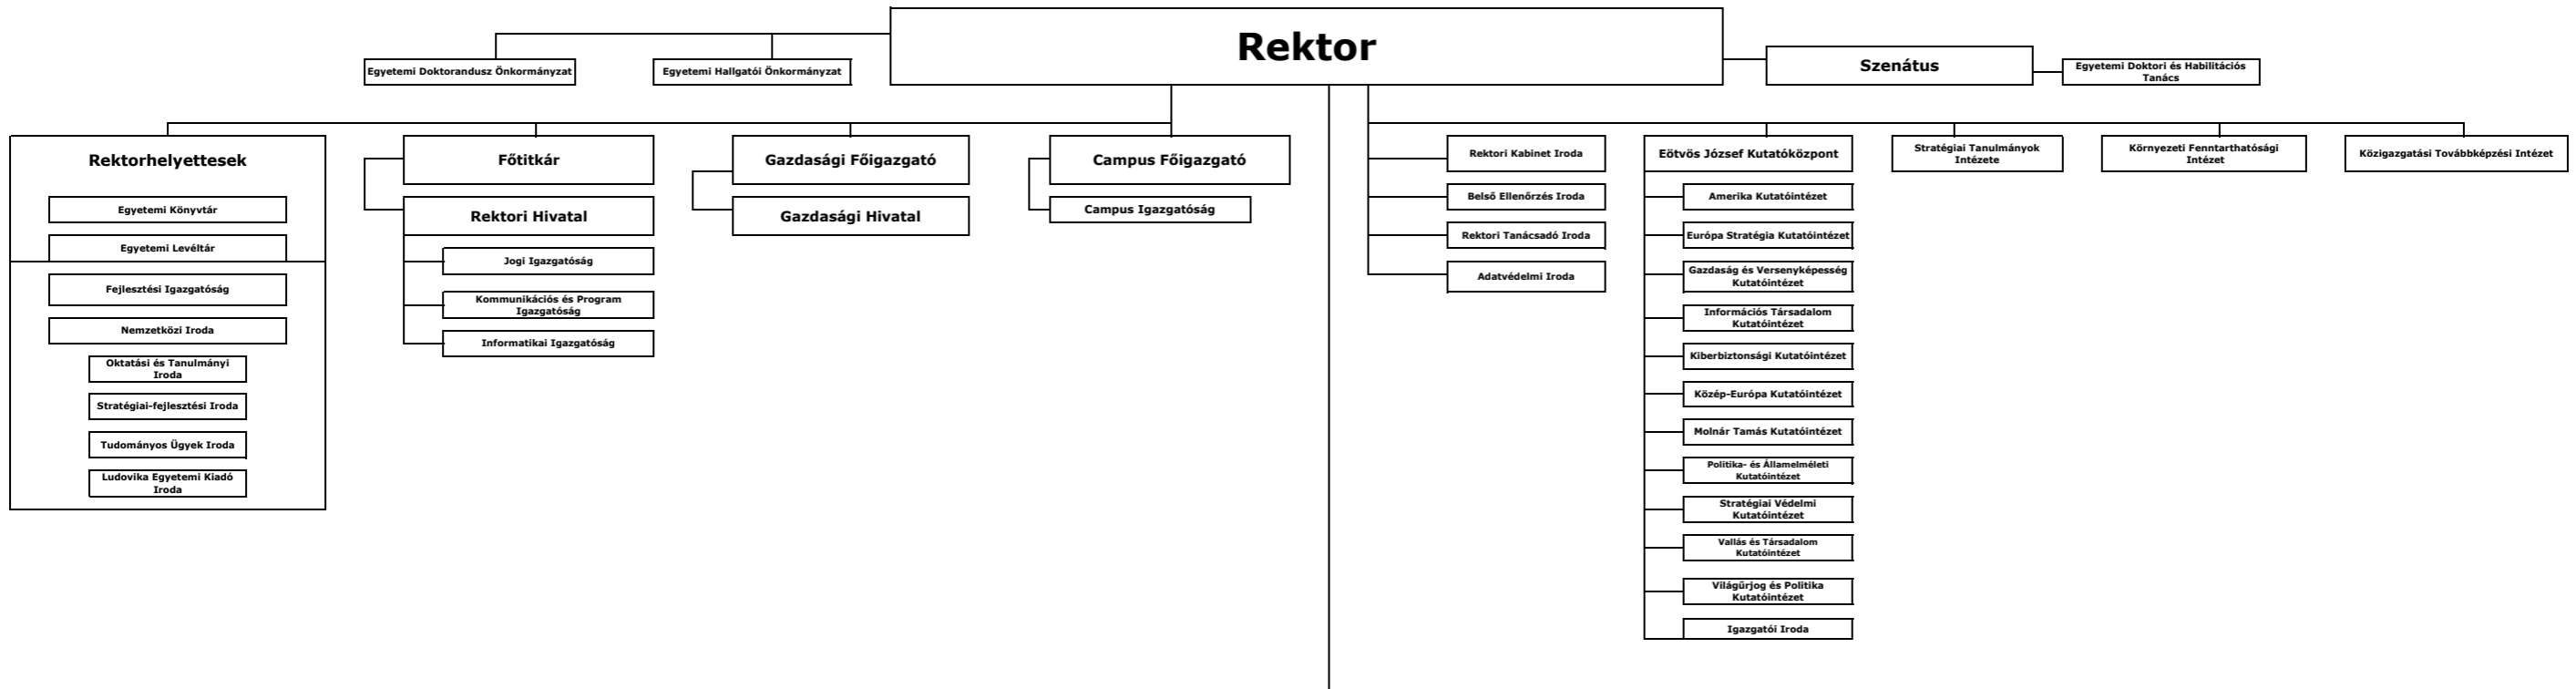 Rektor
Egyetemi Doktorandusz Önkormányzat
Egyetemi Hallgatói Önkormányzat
Szenátus
Egyetemi Doktori és Habilitációs
Tanács
Rektorhelyettesek
Egyetemi Könyvtár
Egyetemi Levéltár
Fejlesztési Igazgatóság
Nemzetközi Iroda
Oktatási és Tanulmányi
Iroda
Stratégiai-fejlesztési Iroda
Tudományos Ügyek Iroda
Ludovika Egyetemi Kiadó
Iroda
Főtitkár
Rektori Hivatal
Jogi Igazgatóság
Kommunikációs és Program
Igazgatóság
Informatikai Igazgatóság
Gazdasági Főigazgató
Gazdasági Hivatal
Campus Főigazgató
Campus Igazgatóság
Rektori Kabinet Iroda
Belső Ellenőrzés Iroda
Rektori Tanácsadó Iroda
Adatvédelmi Iroda
Eötvös József Kutatóközpont
Amerika Kutatóintézet
Európa Stratégia Kutatóintézet
Gazdaság és Versenyképesség
Kutatóintézet
Információs Társadalom
Kutatóintézet
Kiberbiztonsági Kutatóintézet
Közép-Európa Kutatóintézet
Molnár Tamás Kutatóintézet
Politika- és Államelméleti
Kutatóintézet
Stratégiai Védelmi
Kutatóintézet
Vallás és Társadalom
Kutatóintézet
Világűrjog és Politika
Kutatóintézet
Igazgatói Iroda
Stratégiai Tanulmányok
Intézete
Környezeti Fenntarthatósági
Intézet
Közigazgatási Továbbképzési Intézet